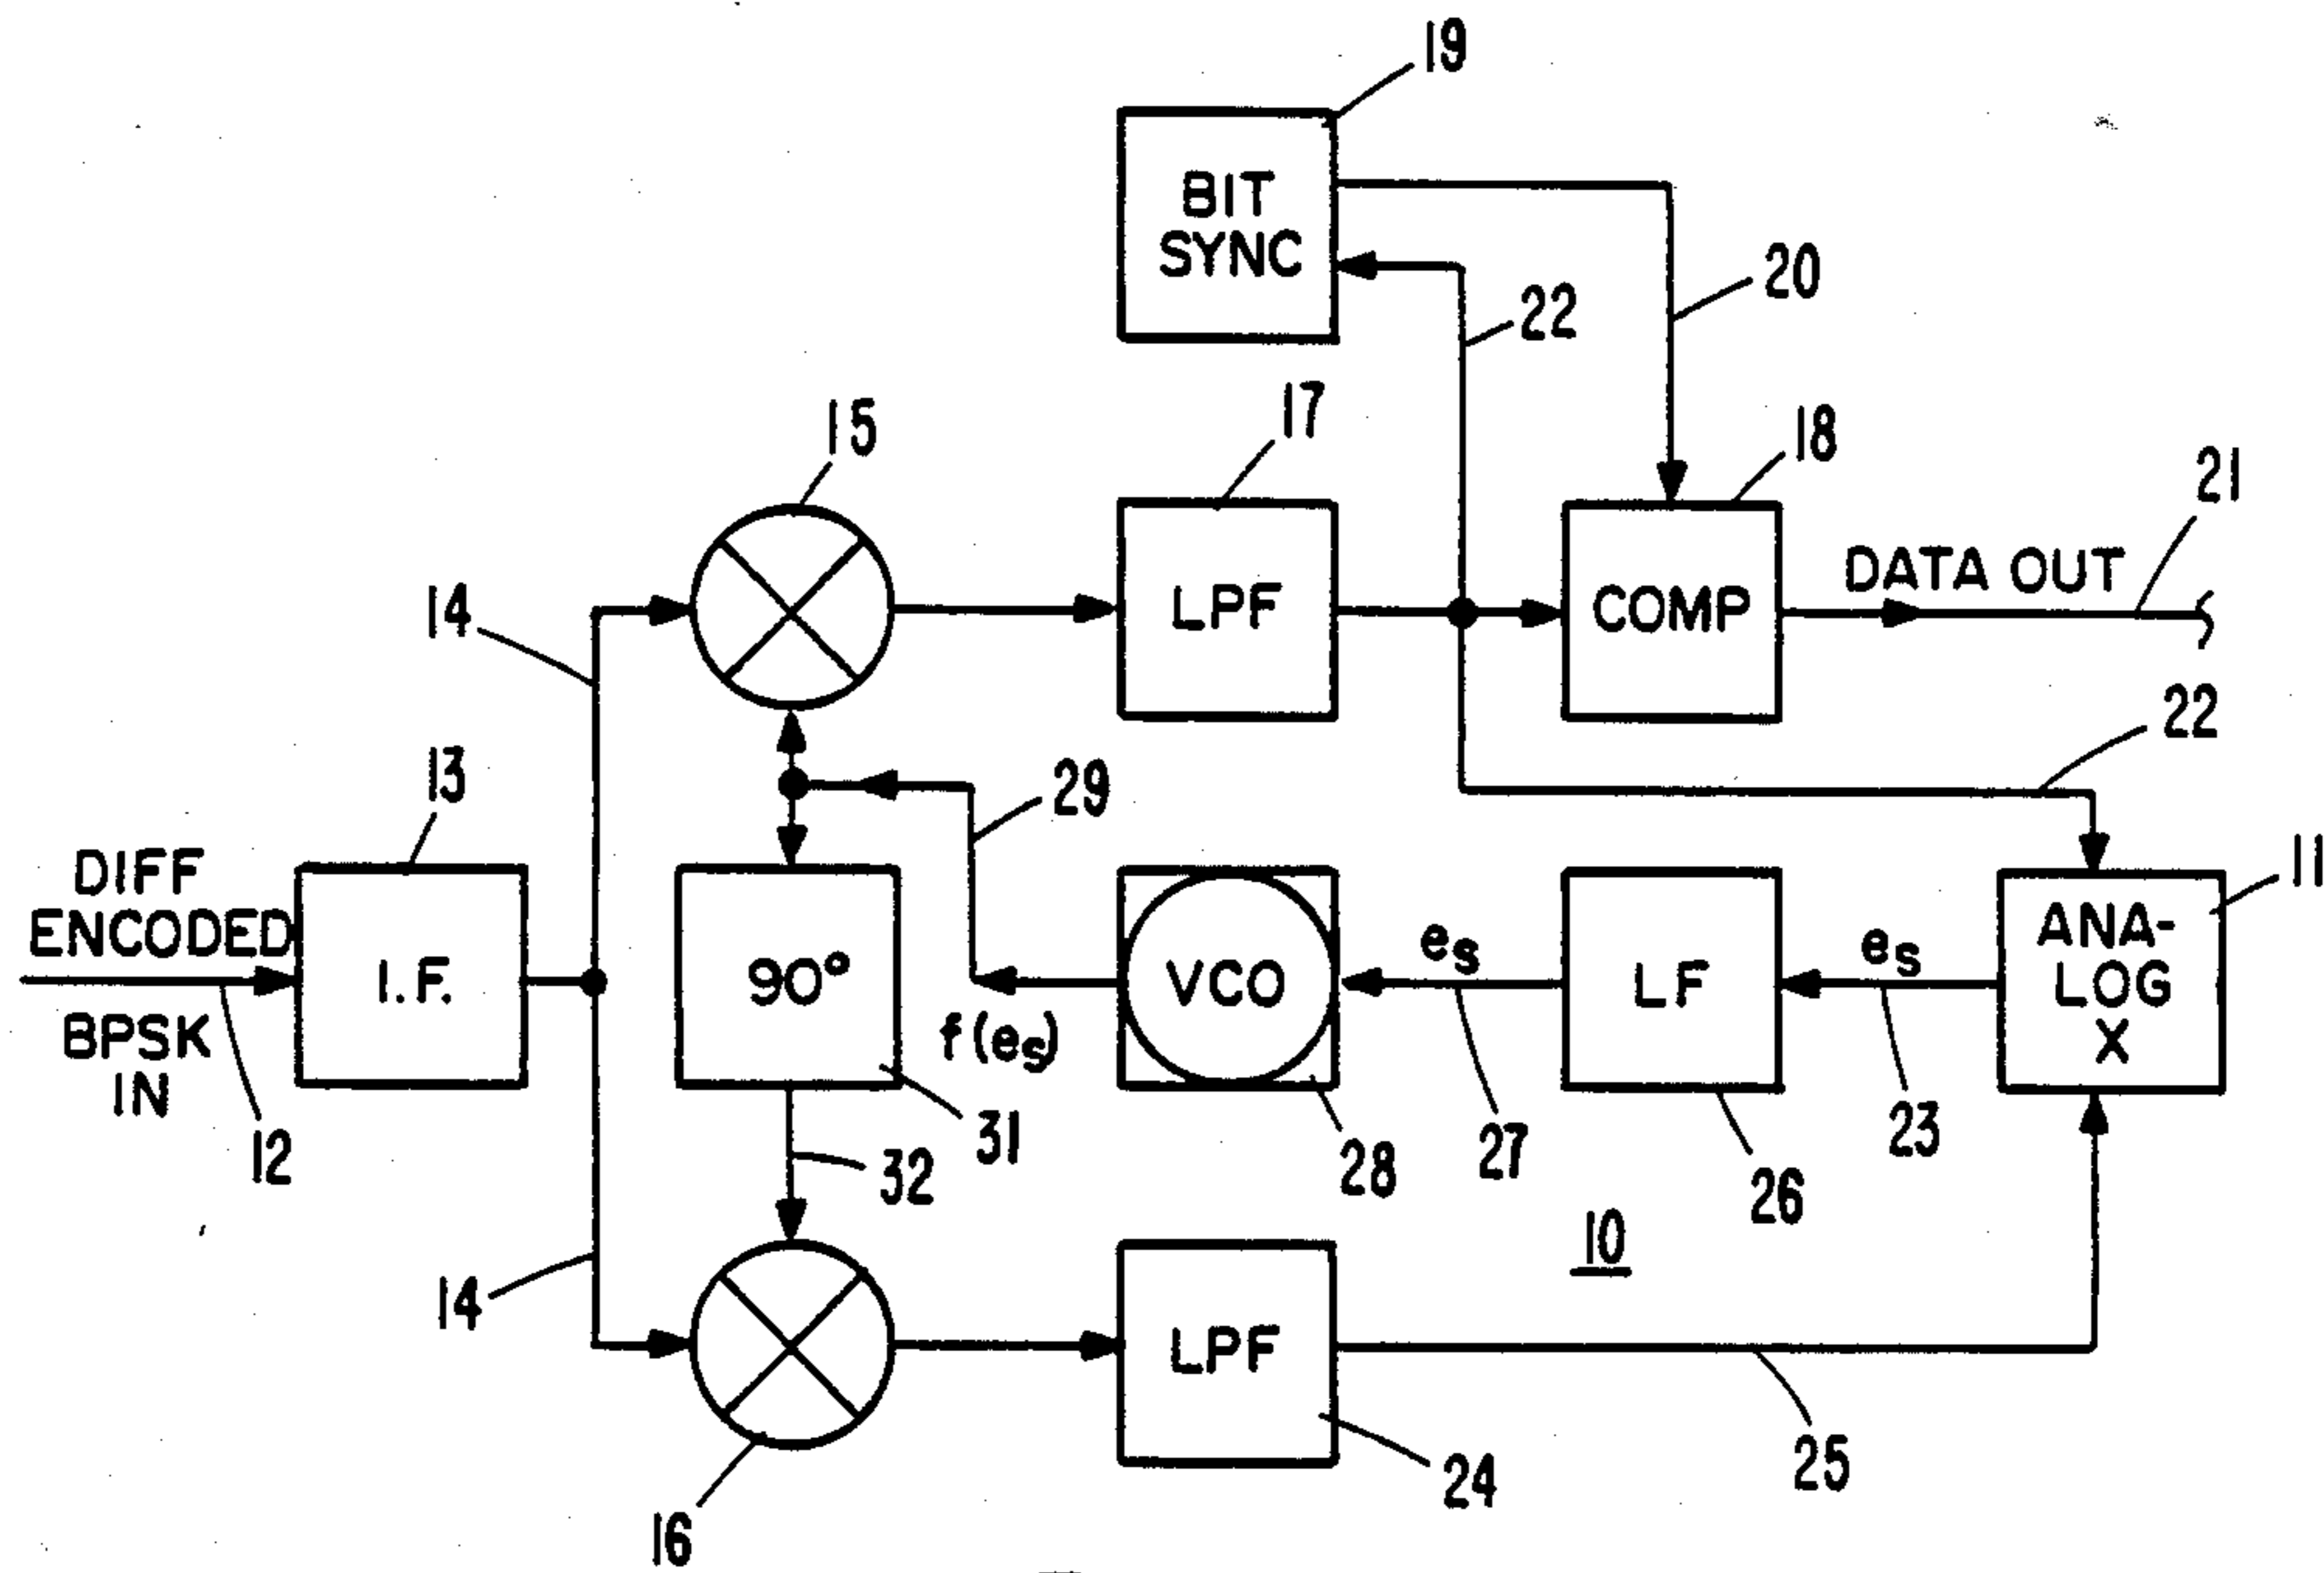 19
BIT
SYNC
20
22
15
17
18
21
14
LPF
COMP
DATA OUT
22
13
29
11
DIFF
ENCODED
BPSK
IN
12
I.F.
90°
f(es)
VCO
es
LF
es
ANA-
LOG
X
31
32
28
27
26
23
10
14
LPF
16
24
25